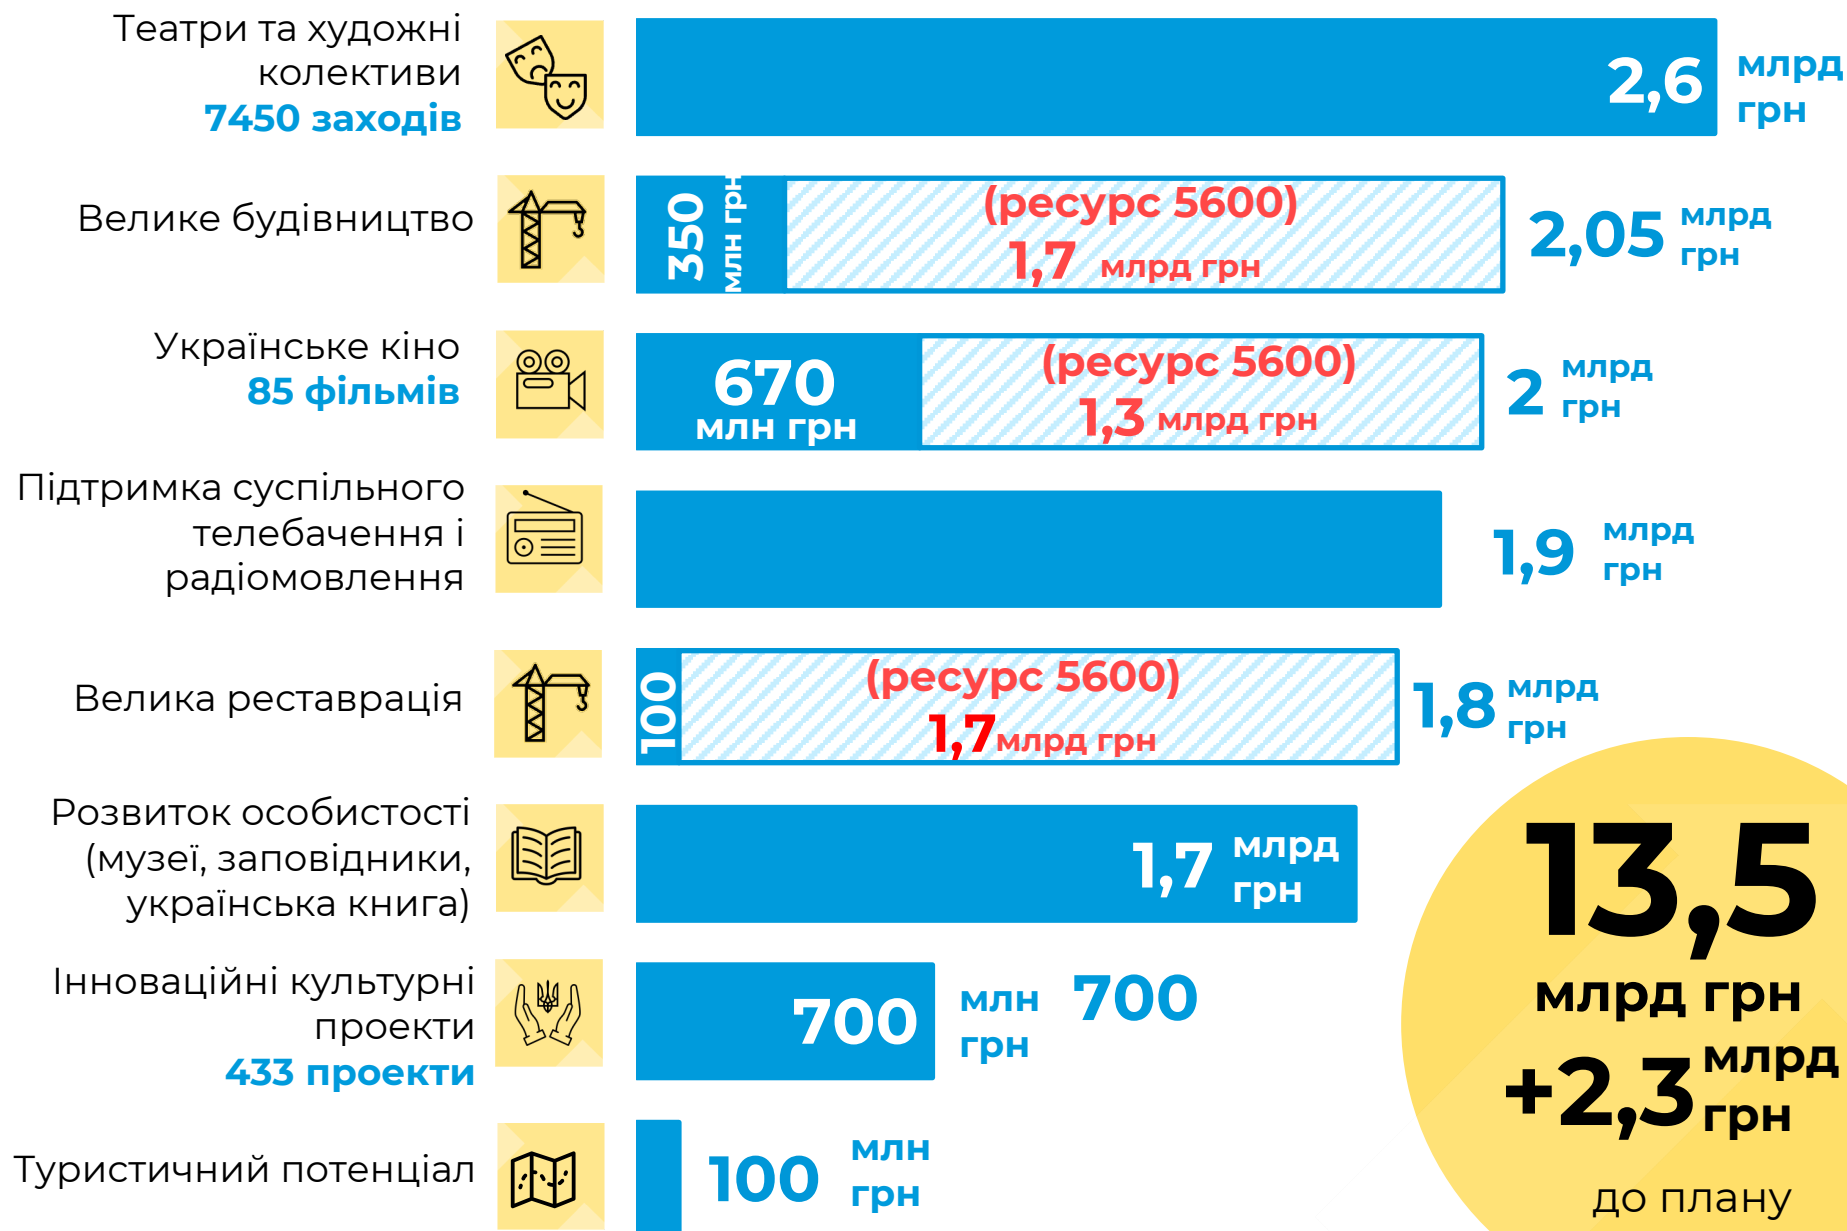 Театри та художні
колективи
7450 заходів
2,6 млрд
грн
Велике будівництво
350
млн грн
(ресурс 5600)
1,7 млрд грн
2,05 млрд
грн
Українське кіно
85 фільмів
670
млн грн
(ресурс 5600)
1,3 млрд грн
2 млрд
грн
Підтримка суспільного
телебачення і
радіомовлення
1,9 млрд
грн
Велика реставрація
100
(ресурс 5600)
1,7 млрд грн
1,8 млрд
грн
Розвиток особистості
(музеї, заповідники,
українська книга)
1,7 млрд
грн
Інноваційні культурні
проекти
433 проекти
700 млн
грн
700
Туристичний потенціал
100 млн
грн
13,5
млрд грн
+2,3 млрд
грн
до плану